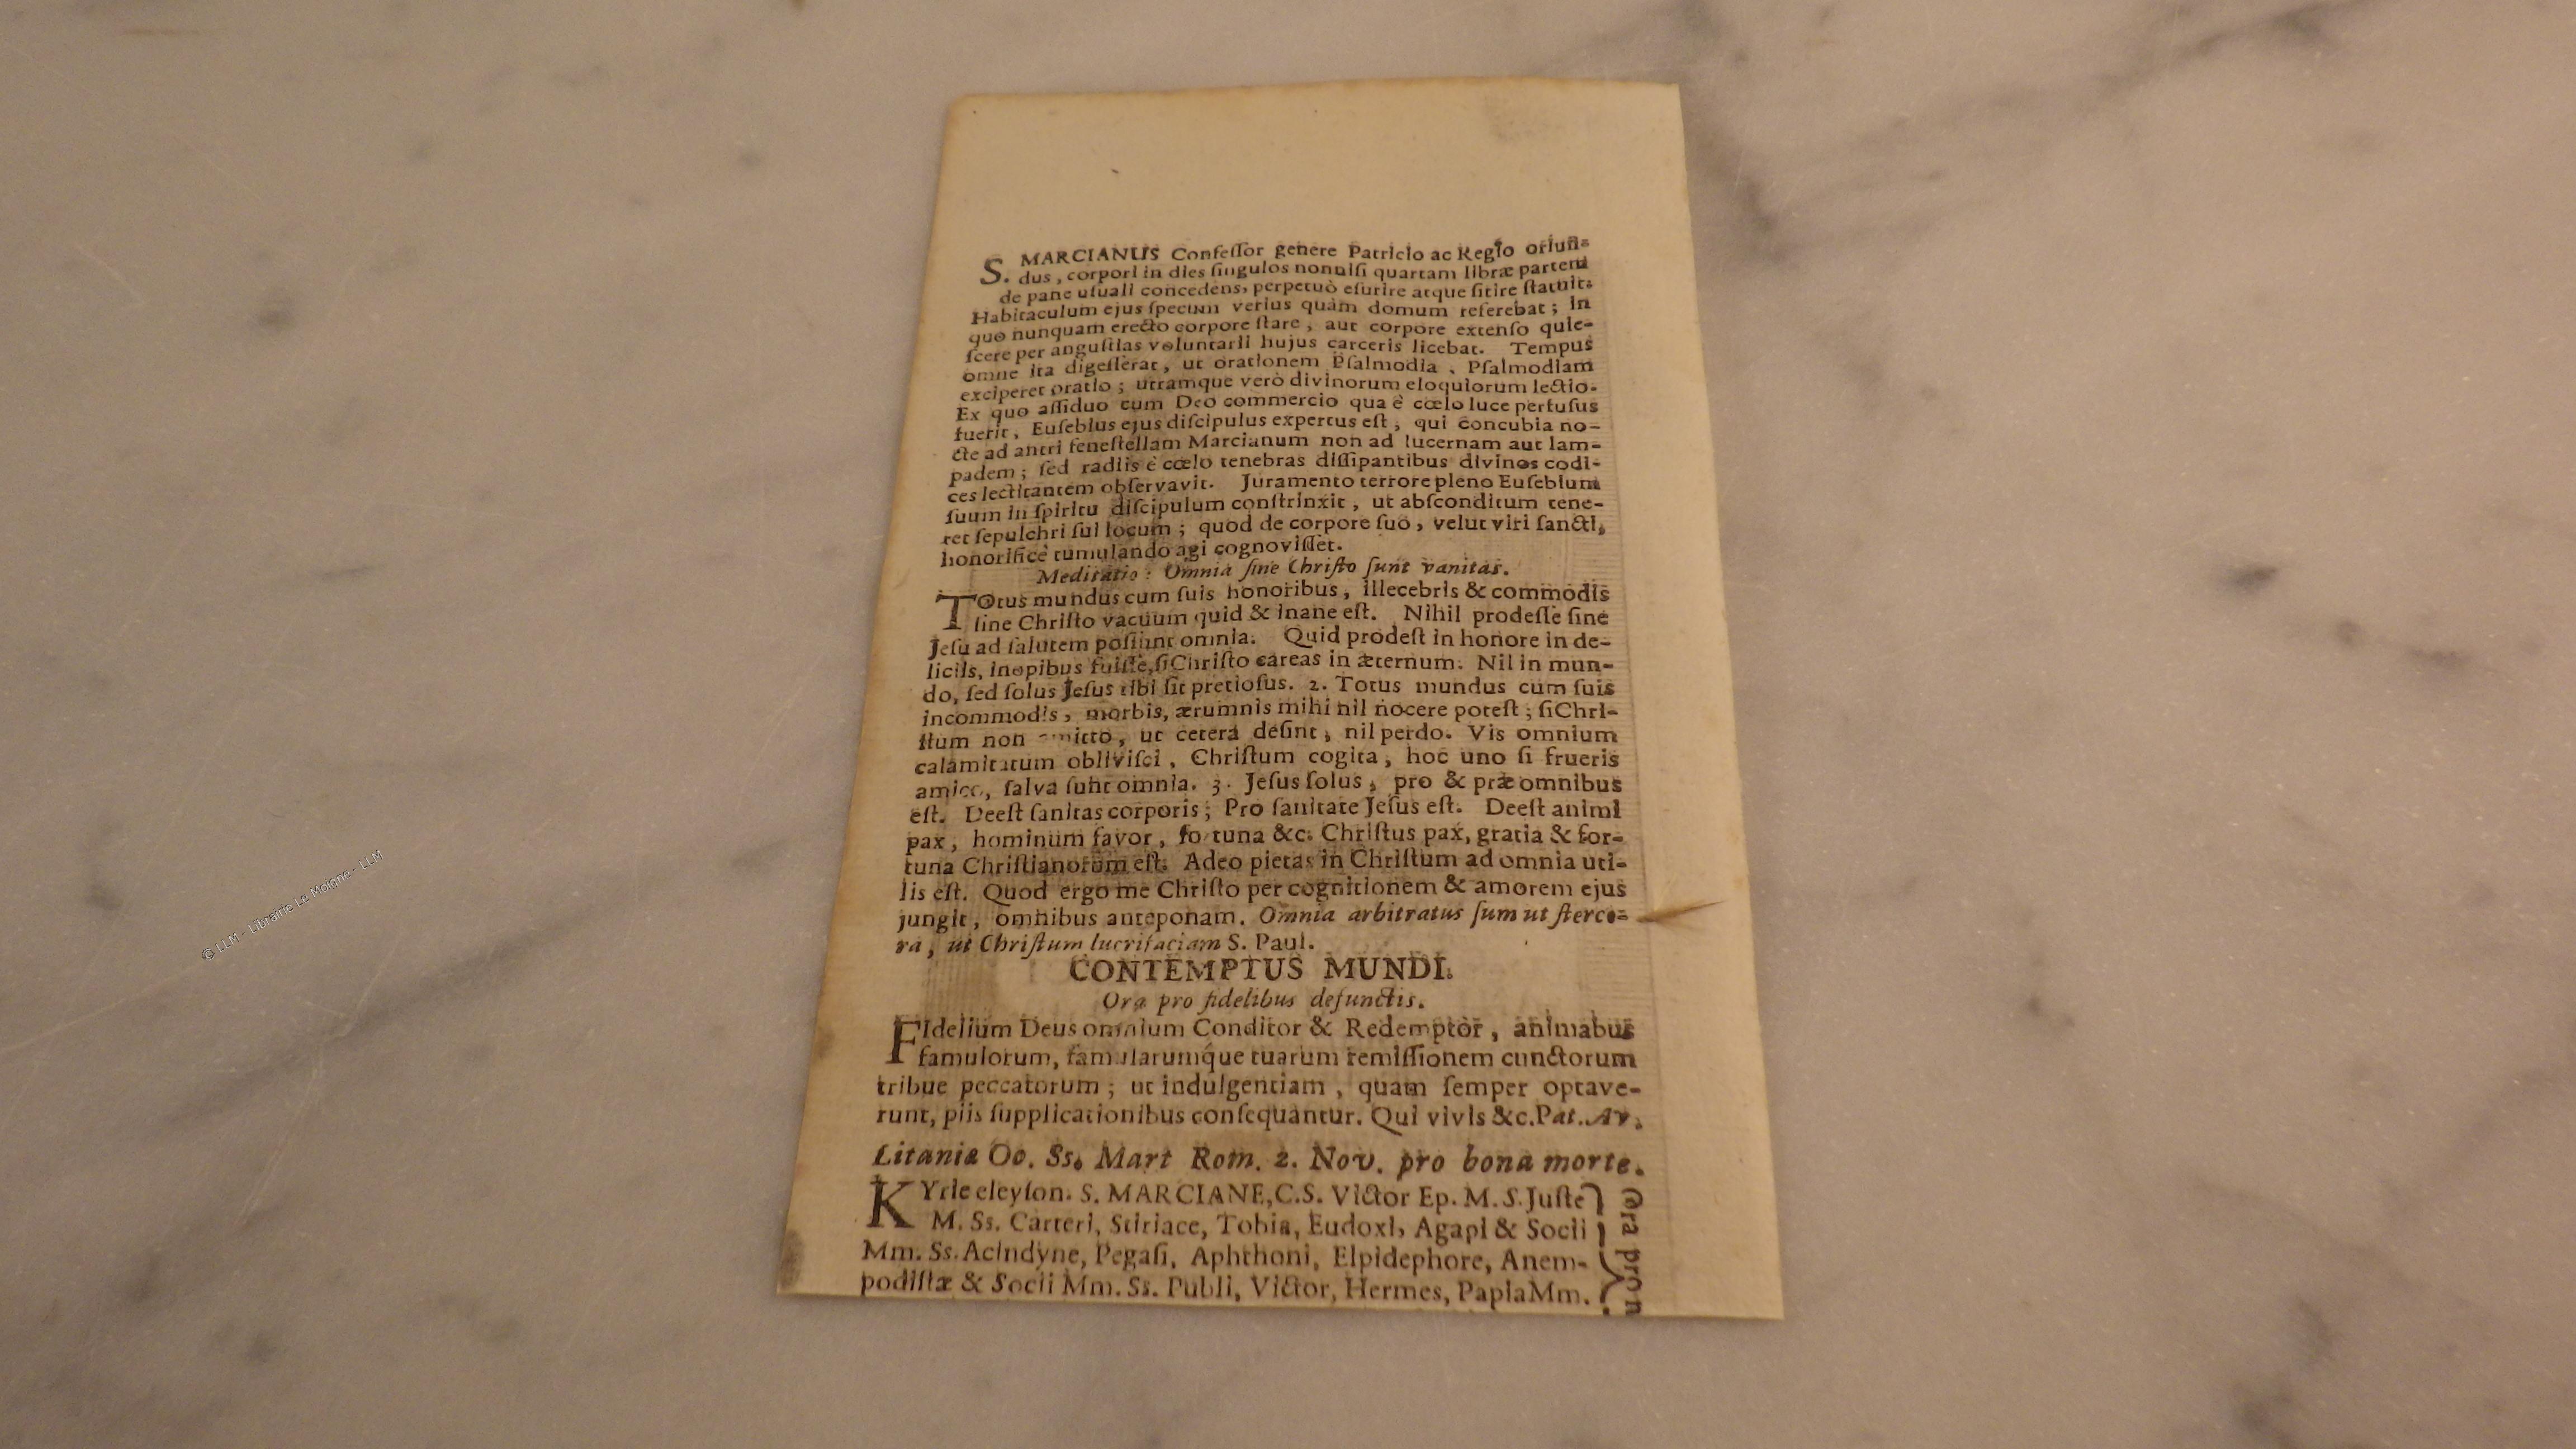 S. MARCIANUS Confeſſor genere Patricio ac Regio oriun-
dus, corpori in dies ſingulos nonniſi quartam libræ partem
de pane uſuali concedens, perpetuò eſurire atque ſitire ſtatuit.
Habitaculum ejus ſpecum verius quàm domum referebat; in
quo nunquam erecto corpore ſtare, aut corpore extenſo quie-
ſcere per anguſtias voluntarii hujus carceris licebat. Tempus
omne ita digeſſerat, ut orationem Pſalmodia, Pſalmodiam
exciperet oratio; utramque verò divinorum eloquiorum lectio.
Ex quo aſſiduo cum Deo commercio qua è cœlo luce perfuſus
fuerit, Euſebius ejus diſcipulus expertus eſt, qui concubia no-
cte ad antri feneſtellam Marcianum non ad lucernam aut lam-
padem; ſed radiis è cœlo tenebras diſſipantibus divinos codi-
ces lectitantem obſervavit. Juramento terrore pleno Euſebium
ſuum in ſpiritu diſcipulum conſtrinxit, ut abſconditum tene-
ret ſepulchri ſui locum; quod de corpore ſuo, velut viri ſancti,
honorificè tumulando agi cognoviſſet.
Meditatio: Omnia ſine Chriſto ſunt vanitas.
TOtus mundus cum ſuis honoribus, illecebris & commodis
ſine Chriſto vacuum quid & inane eſt. Nihil prodeſſe ſine
Jeſu ad ſalutem poſſunt omnia. Quid prodeſt in honore in de-
liciis, inopibus fuiſſe, ſi Chriſto careas in æternum. Nil in mun-
do, ſed ſolus Jeſus tibi ſit pretioſus. 2. Totus mundus cum ſuis
incommodis, morbis, ærumnis mihi nil nocere poteſt; ſi Chri-
ſtum non amitto, ut cetera deſint, nil perdo. Vis omnium
calamitatum obliviſci, Chriſtum cogita, hoc uno ſi frueris
amico, ſalva ſunt omnia. 3. Jeſus ſolus, pro & præ omnibus
eſt. Deeſt ſanitas corporis; Pro ſanitate Jeſus eſt. Deeſt animi
pax, hominum favor, fortuna &c. Chriſtus pax, gratia & for-
tuna Chriſtianorum eſt. Adeo pietas in Chriſtum ad omnia uti-
lis eſt. Quod ergo me Chriſto per cognitionem & amorem ejus
jungit, omnibus anteponam. Omnia arbitratus ſum ut ſterco-
ra, ut Chriſtum lucrifaciam S. Paul.
CONTEMPTUS MUNDI.
Ora pro fidelibus defunctis.
FIdelium Deus omnium Conditor & Redemptor, animabus
famulorum, famularumque tuarum remiſſionem cunctorum
tribue peccatorum; ut indulgentiam, quam ſemper optave-
runt, piis ſupplicationibus conſequantur. Qui vivis &c. Pat. Av.
Litaniæ Oo. Ss. Mart Rom. 2. Nov. pro bona morte.
KYrie eleyſon. S. MARCIANE, C. S. Victor Ep. M. S. Juſte
M. Ss. Carteri, Stiriace, Tobia, Eudoxi, Agapi & Socii
Mm. Ss. Acindyne, Pegaſi, Aphthoni, Elpidephore, Anem-
podiſtæ & Socii Mm. Ss. Publi, Victor, Hermes, Papia Mm.
Ora pro n
© LLM - Librairie Le Moigne - LLM